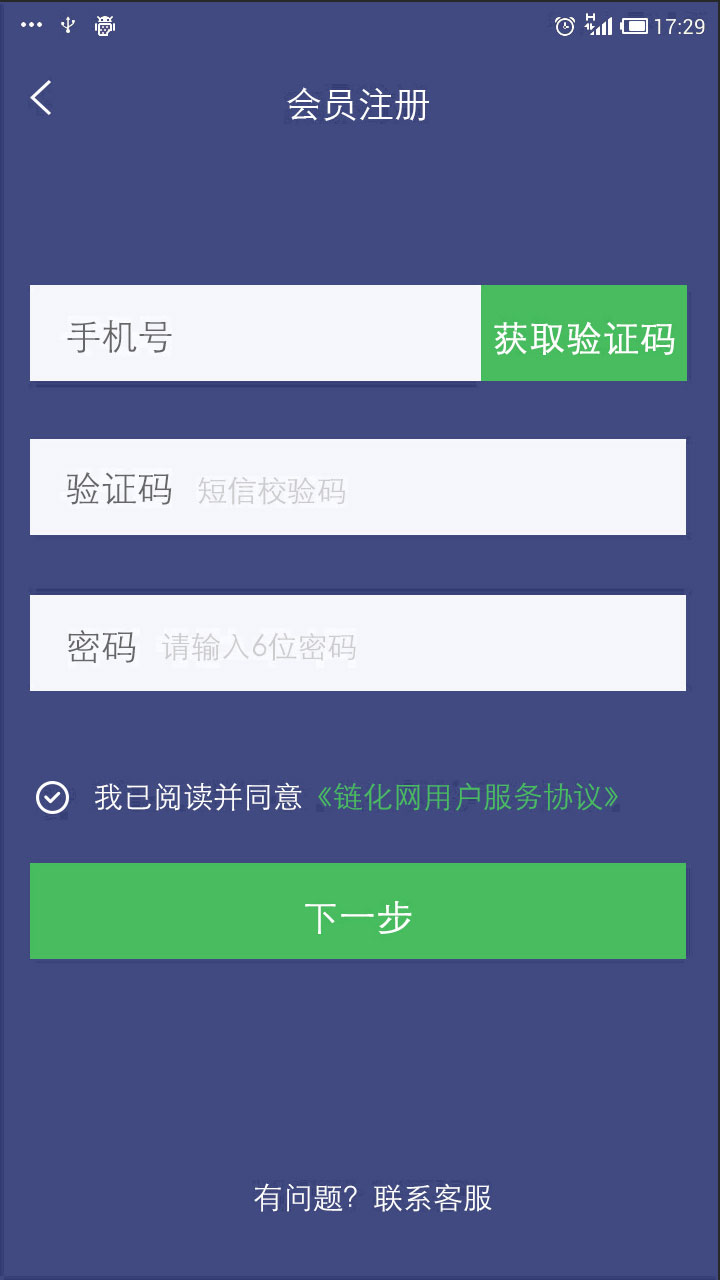 17:29
会员注册
手机号 获取验证码
验证码 短信校验码
密码 请输入6位密码
我已阅读并同意《链化网用户服务协议》
下一步
有问题？联系客服